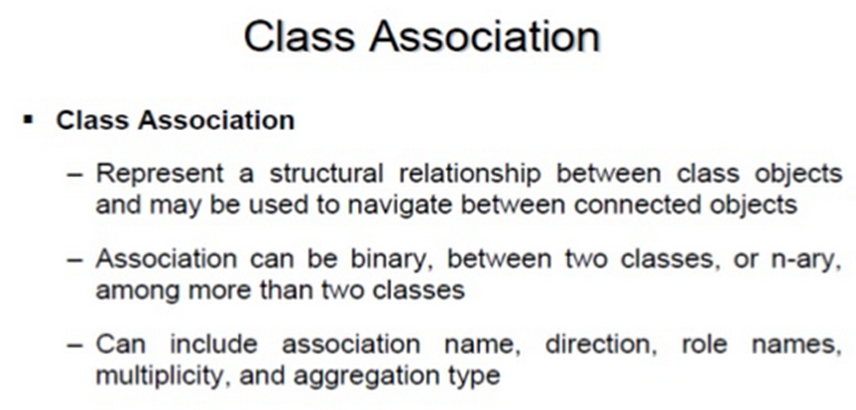 Class Association
▪ Class Association
– Represent a structural relationship between class objects
and may be used to navigate between connected objects
– Association can be binary, between two classes, or n-ary,
among more than two classes
– Can include association name, direction, role names,
multiplicity, and aggregation type